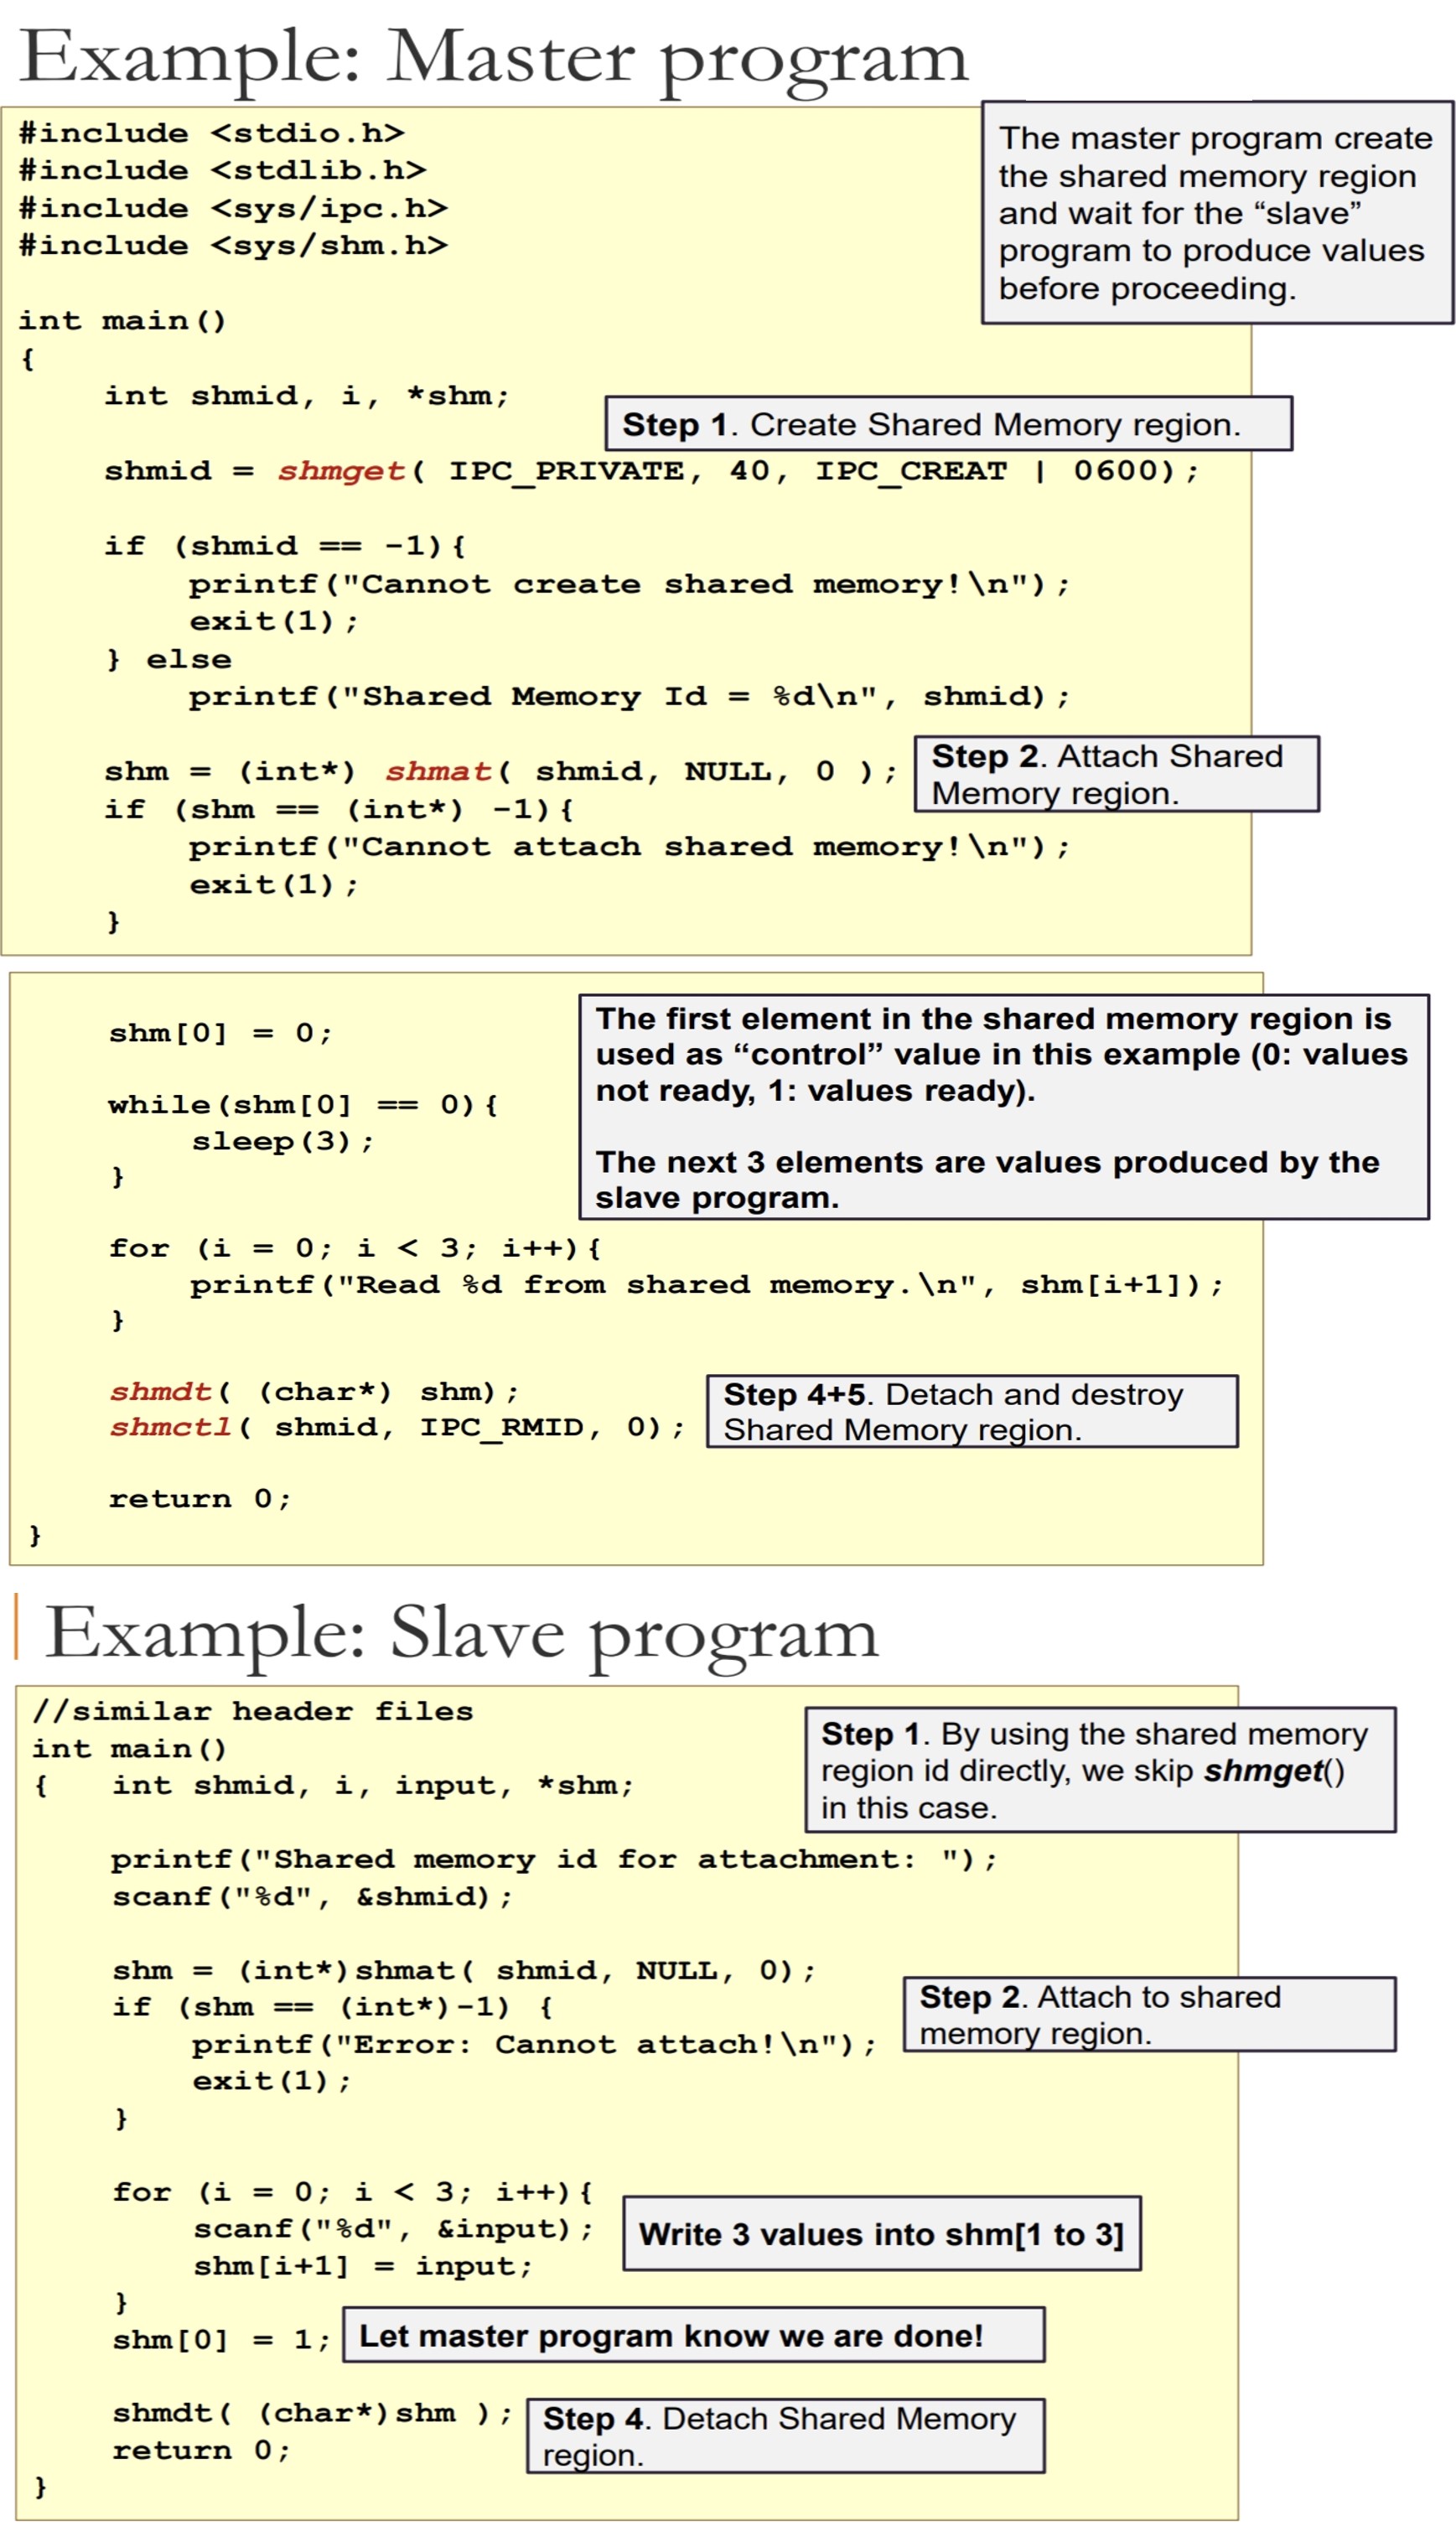 Example: Master program
#include <stdio.h>
#include <stdlib.h>
#include <sys/ipc.h>
#include <sys/shm.h>
The master program create
the shared memory region
and wait for the “slave”
program to produce values
before proceeding.
int main()
{
int shmid, i, *shm;
Step 1. Create Shared Memory region.
shmid = shmget( IPC_PRIVATE, 40, IPC_CREAT | 0600);
if (shmid == -1){
printf("Cannot create shared memory!\n");
exit(1);
} else
printf("Shared Memory Id = %d\n", shmid);
shm = (int*) shmat( shmid, NULL, 0 );
Step 2. Attach Shared
Memory region.
if (shm == (int*) -1){
printf("Cannot attach shared memory!\n");
exit(1);
}
shm[0] = 0;
while(shm[0] == 0){
sleep(3);
}
The first element in the shared memory region is
used as “control” value in this example (0: values
not ready, 1: values ready).
The next 3 elements are values produced by the
slave program.
for (i = 0; i < 3; i++){
printf("Read %d from shared memory.\n", shm[i+1]);
}
shmdt( (char*) shm);
shmctl( shmid, IPC_RMID, 0);
Step 4+5. Detach and destroy
Shared Memory region.
return 0;
}
Example: Slave program
//similar header files
int main()
{ int shmid, i, input, *shm;
Step 1. By using the shared memory
region id directly, we skip shmget()
in this case.
printf("Shared memory id for attachment: ");
scanf("%d", &shmid);
shm = (int*)shmat( shmid, NULL, 0);
if (shm == (int*)-1) {
printf("Error: Cannot attach!\n");
exit(1);
}
Step 2. Attach to shared
memory region.
for (i = 0; i < 3; i++){
scanf("%d", &input);
shm[i+1] = input;
}
Write 3 values into shm[1 to 3]
shm[0] = 1;
Let master program know we are done!
shmdt( (char*)shm );
return 0;
Step 4. Detach Shared Memory
region.
}